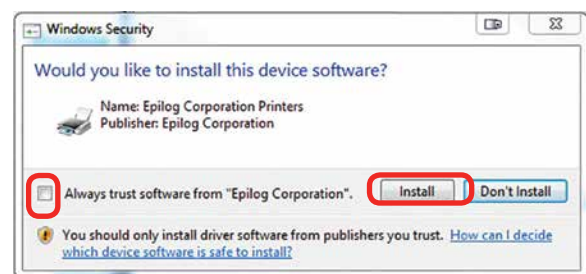 Windows Security
Would you like to install this device software?
Name: Epilog Corporation Printers
Publisher: Epilog Corporation
Always trust software from "Epilog Corporation".
Install
Don't Install
You should only install driver software from publishers you trust. How can I decide
which device software is safe to install?